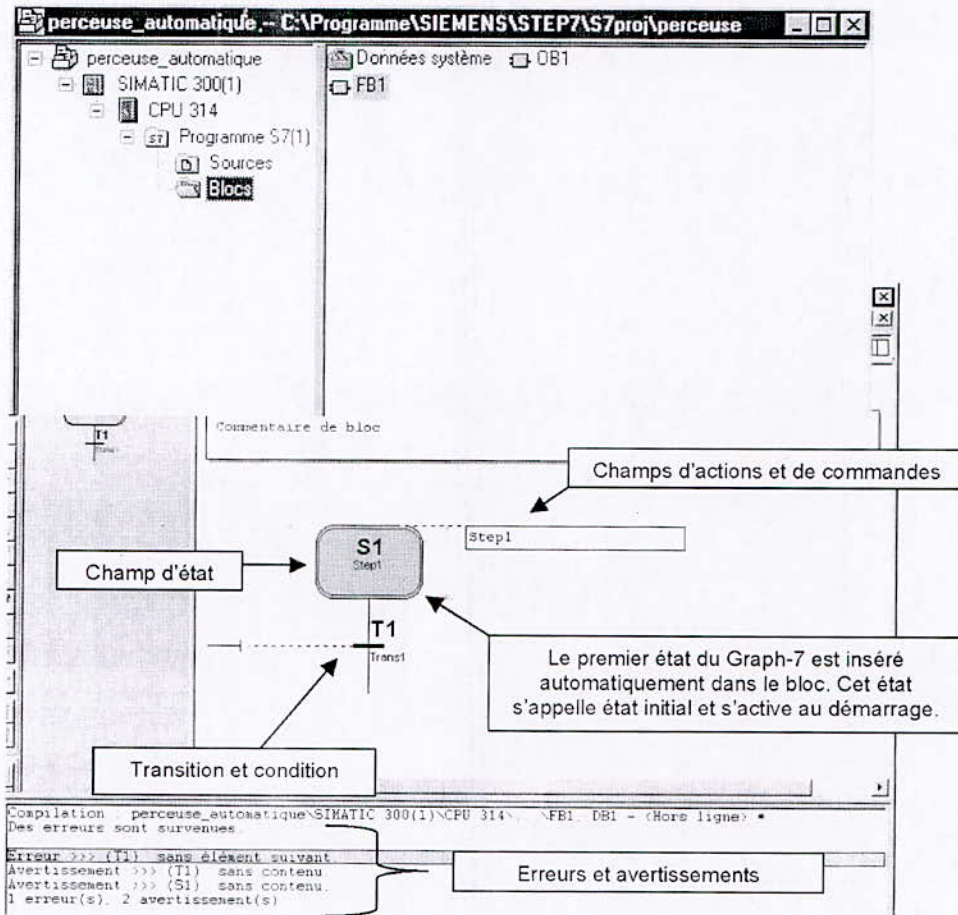 perceuse_automatique. -- C:\Programme\SIEMENS\STEP7\S7proj\perceuse
perceuse_automatique
SIMATIC 300(1)
CPU 314
Programme S7(1)
Sources
Blocs
Données système
OB1
FB1
T1
Commentaire de bloc
Champs d'actions et de commandes
Step1
S1
Step1
Champ d'état
T1
Trans1
Le premier état du Graph-7 est inséré
automatiquement dans le bloc. Cet état
s'appelle état initial et s'active au démarrage.
Transition et condition
Compilation : perceuse_automatique\SIMATIC 300(1)\CPU 314\...\FB1, DB1 - <Hors ligne> *
Des erreurs sont survenues.
Erreur >>> (T1) sans élément suivant
Avertissement >>> (T1) sans contenu
Avertissement >>> (S1) sans contenu.
1 erreur(s), 2 avertissement(s)
Erreurs et avertissements